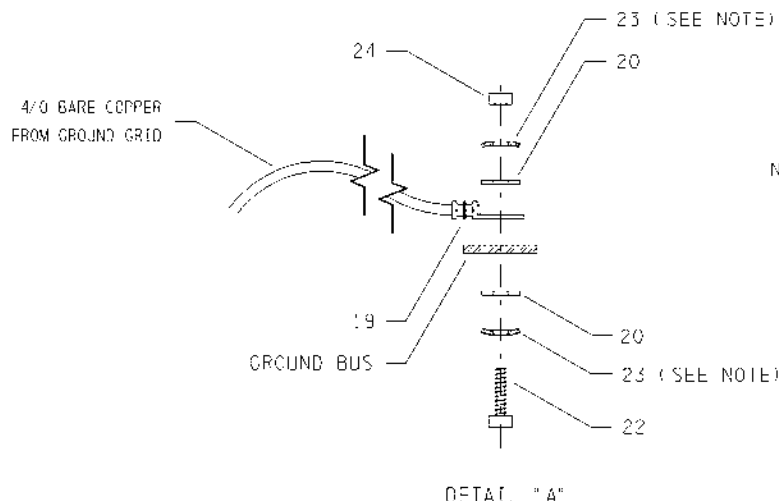 23 (SEE NOTE)
24
20
4/0 BARE COPPER
FROM GROUND GRID
N
19
20
GROUND BUS
23 (SEE NOTE)
22
DETAIL "A"